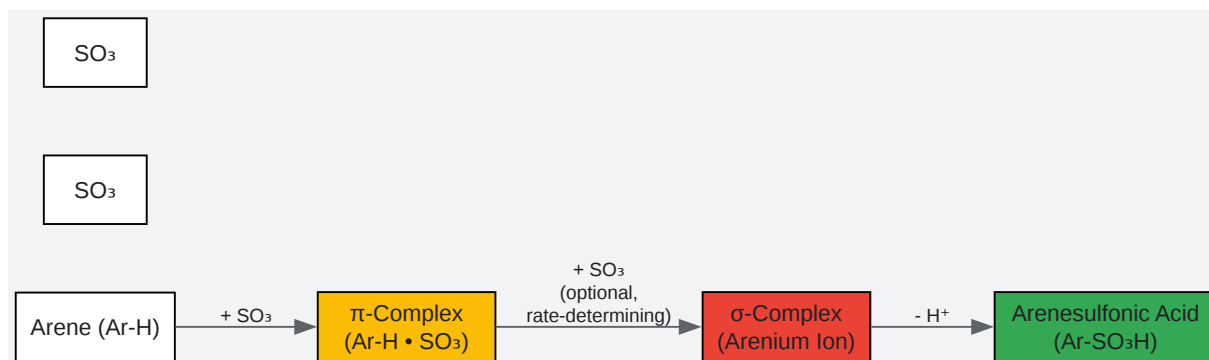 SO₃
SO₃
Arene (Ar-H)
+ SO₃
π-Complex
(Ar-H • SO₃)
+ SO₃
(optional,
rate-determining)
σ-Complex
(Arenium Ion)
- H⁺
Arenesulfonic Acid
(Ar-SO₃H)